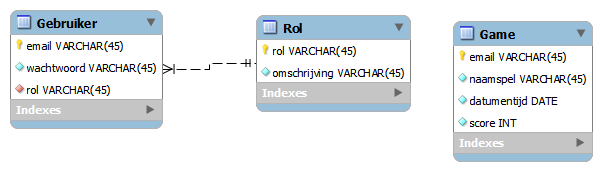 Gebruiker
email VARCHAR(45)
wachtwoord VARCHAR(45)
rol VARCHAR(45)
Indexes
Rol
rol VARCHAR(45)
omschrijving VARCHAR(45)
Indexes
Game
email VARCHAR(45)
naamspel VARCHAR(45)
datumentijd DATE
score INT
Indexes